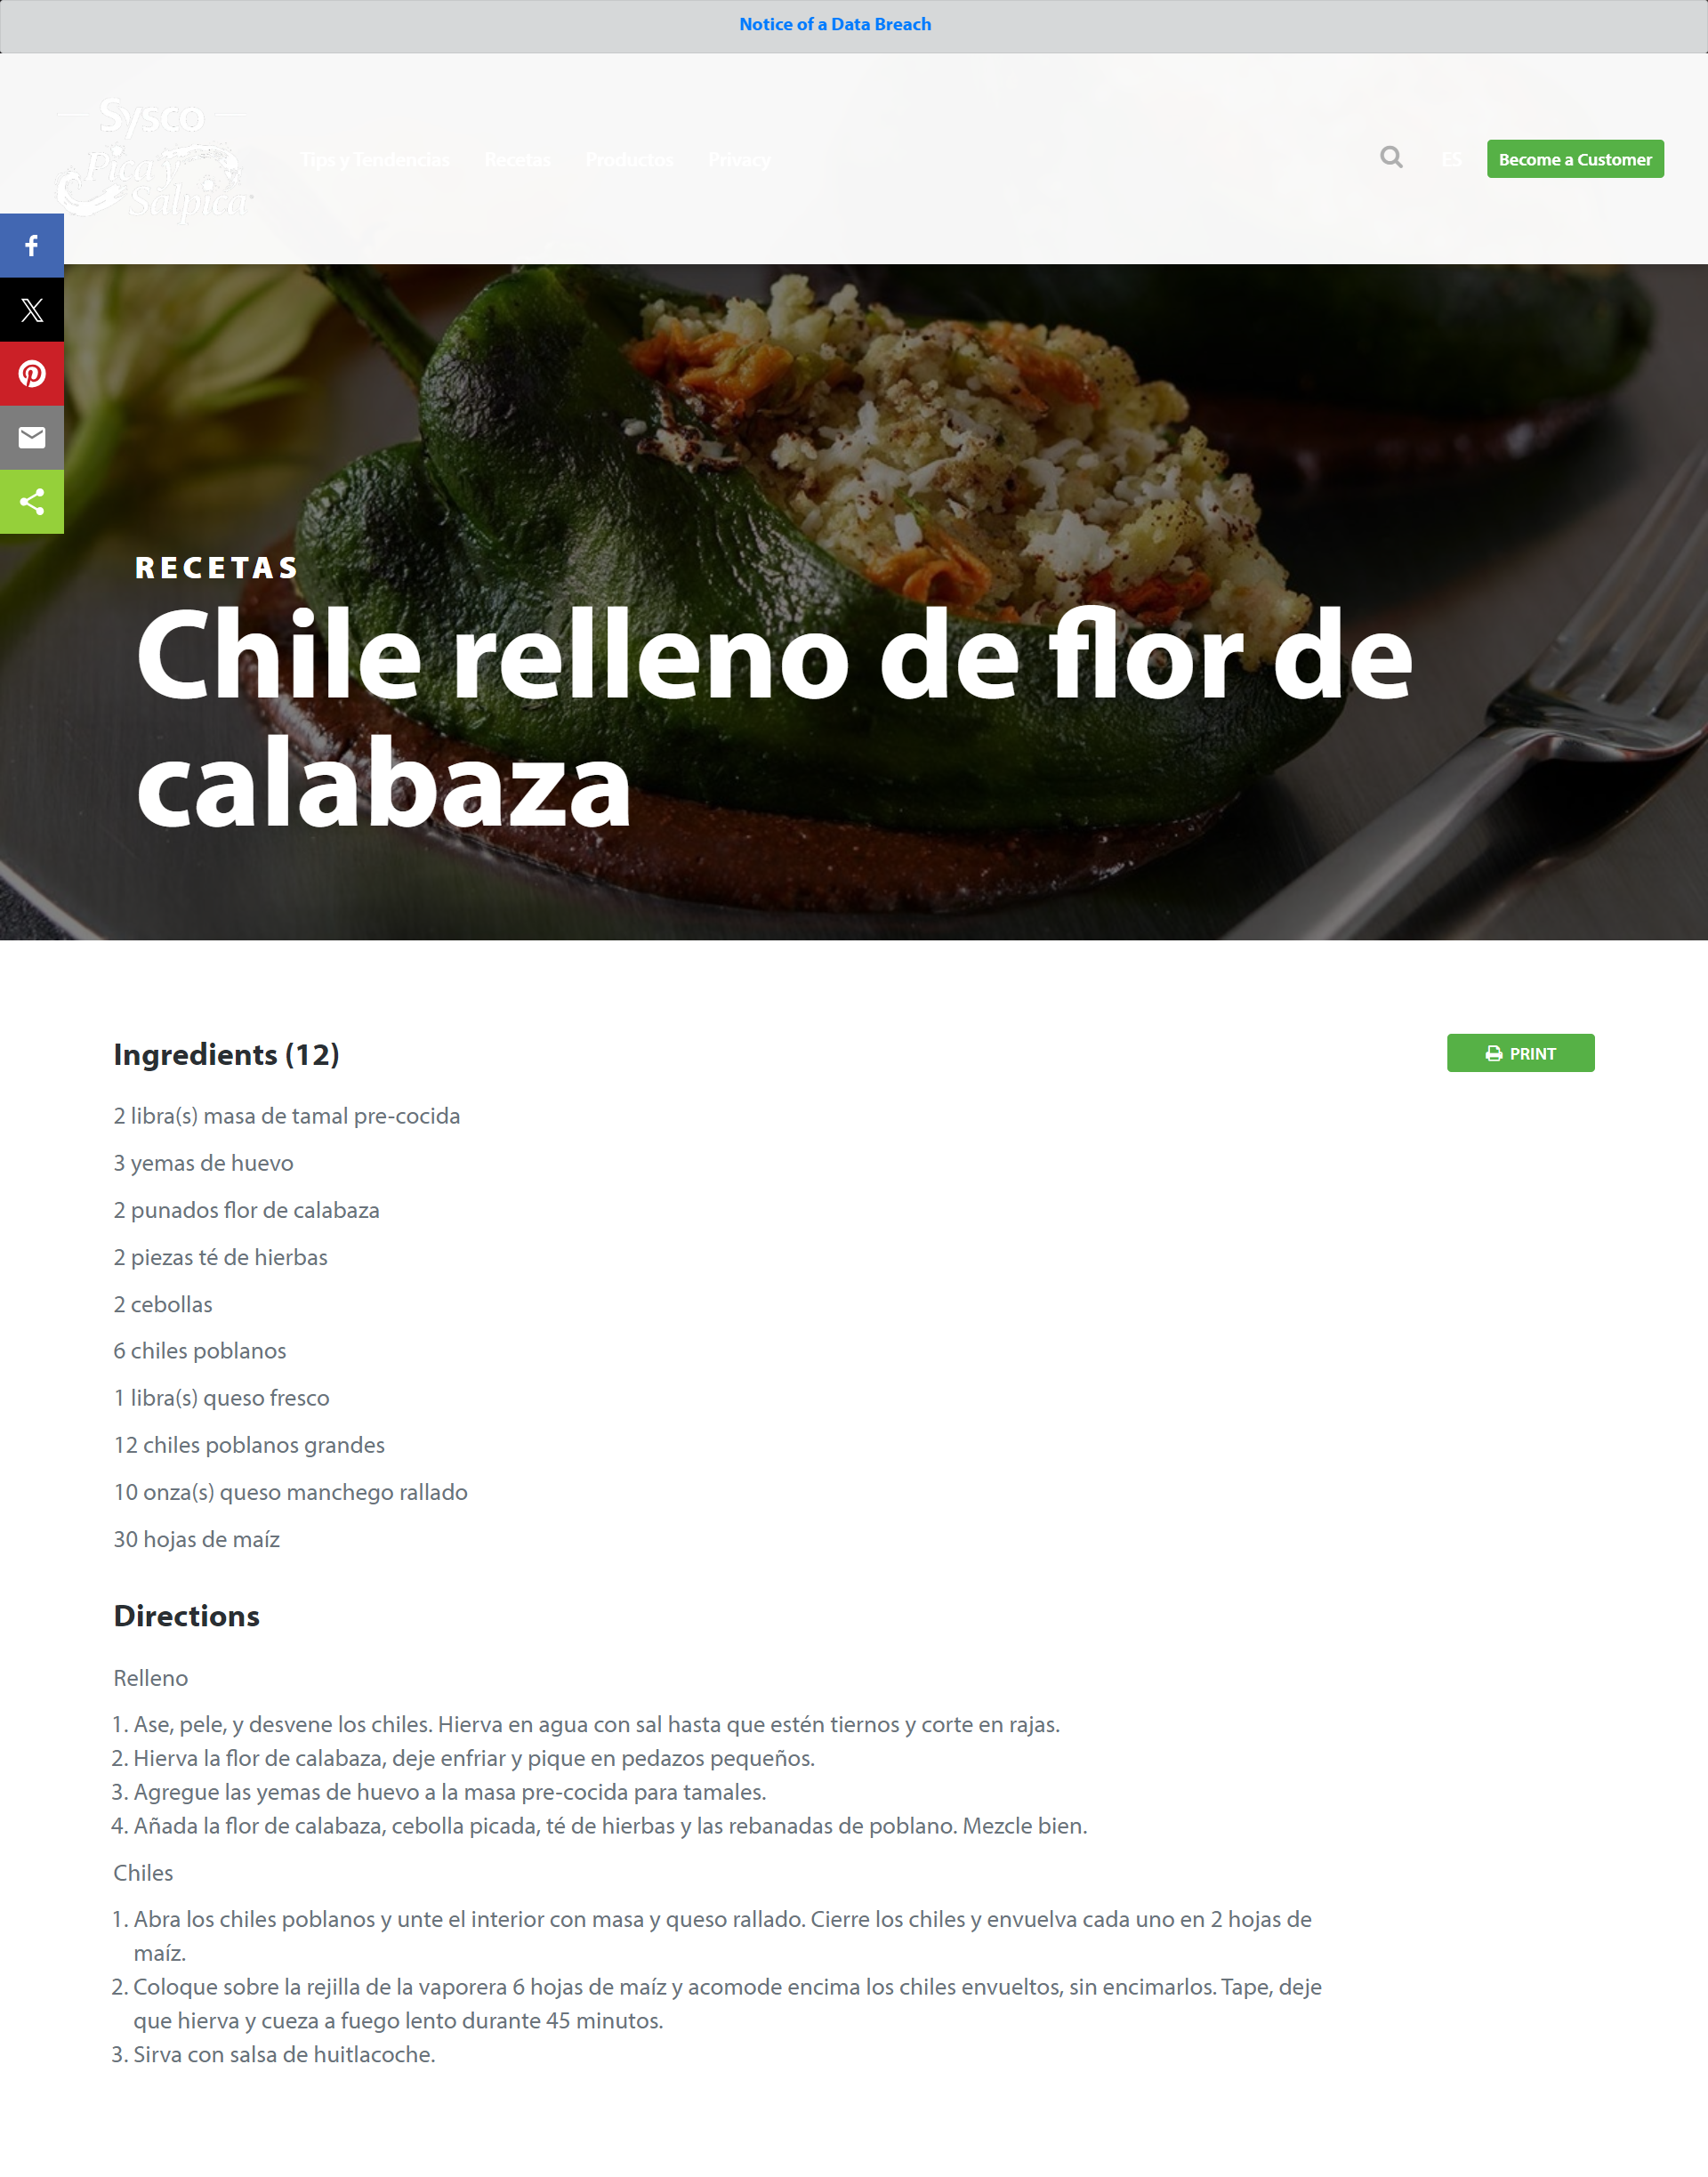 Notice of a Data Breach
Sysco
Pica y
Salpica
Tips y Tendencias
Recetas
Productos
Privacy
ES
Become a Customer
RECETAS
Chile relleno de flor de
calabaza
Ingredients (12)
PRINT
2 libra(s) masa de tamal pre-cocida
3 yemas de huevo
2 punados flor de calabaza
2 piezas té de hierbas
2 cebollas
6 chiles poblanos
1 libra(s) queso fresco
12 chiles poblanos grandes
10 onza(s) queso manchego rallado
30 hojas de maíz
Directions
Relleno
1. Ase, pele, y desvene los chiles. Hierva en agua con sal hasta que estén tiernos y corte en rajas.
2. Hierva la flor de calabaza, deje enfriar y pique en pedazos pequeños.
3. Agregue las yemas de huevo a la masa pre-cocida para tamales.
4. Añada la flor de calabaza, cebolla picada, té de hierbas y las rebanadas de poblano. Mezcle bien.
Chiles
1. Abra los chiles poblanos y unte el interior con masa y queso rallado. Cierre los chiles y envuelva cada uno en 2 hojas de
maíz.
2. Coloque sobre la rejilla de la vaporera 6 hojas de maíz y acomode encima los chiles envueltos, sin encimarlos. Tape, deje
que hierva y cueza a fuego lento durante 45 minutos.
3. Sirva con salsa de huitlacoche.